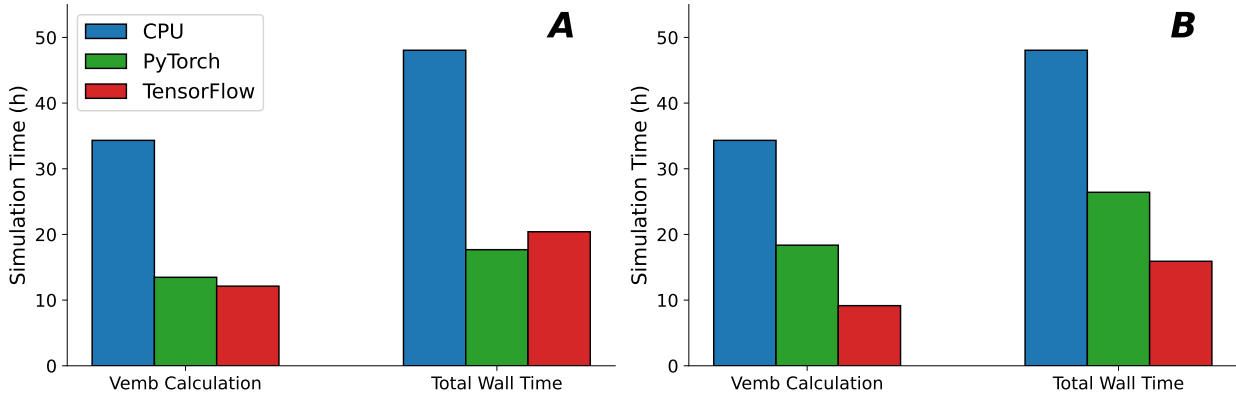 A
CPU
PyTorch
TensorFlow
Simulation Time (h)
50
40
30
20
10
0
Vemb Calculation
Total Wall Time
B
Simulation Time (h)
50
40
30
20
10
0
Vemb Calculation
Total Wall Time